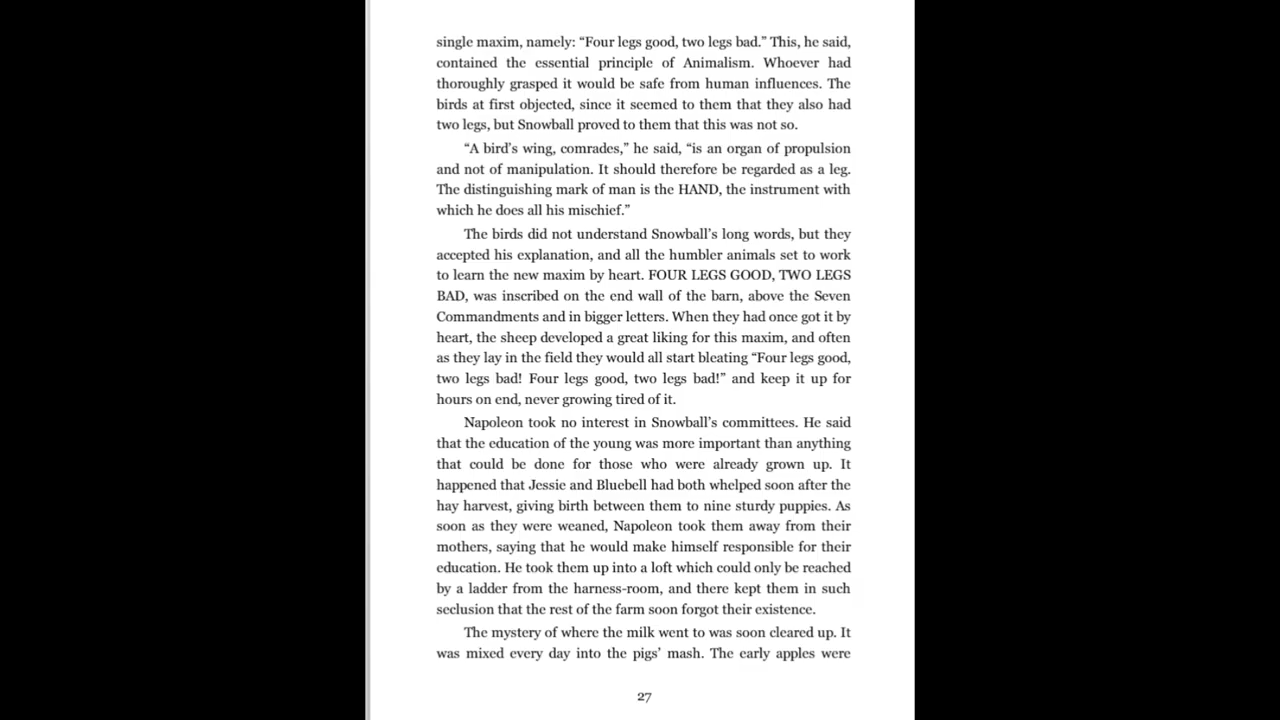 single maxim, namely: “Four legs good, two legs bad.” This, he said,
contained the essential principle of Animalism. Whoever had
thoroughly grasped it would be safe from human influences. The
birds at first objected, since it seemed to them that they also had
two legs, but Snowball proved to them that this was not so.
“A bird’s wing, comrades,” he said, “is an organ of propulsion
and not of manipulation. It should therefore be regarded as a leg.
The distinguishing mark of man is the HAND, the instrument with
which he does all his mischief.”
The birds did not understand Snowball’s long words, but they
accepted his explanation, and all the humbler animals set to work
to learn the new maxim by heart. FOUR LEGS GOOD, TWO LEGS
BAD, was inscribed on the end wall of the barn, above the Seven
Commandments and in bigger letters. When they had once got it by
heart, the sheep developed a great liking for this maxim, and often
as they lay in the field they would all start bleating “Four legs good,
two legs bad! Four legs good, two legs bad!” and keep it up for
hours on end, never growing tired of it.
Napoleon took no interest in Snowball’s committees. He said
that the education of the young was more important than anything
that could be done for those who were already grown up. It
happened that Jessie and Bluebell had both whelped soon after the
hay harvest, giving birth between them to nine sturdy puppies. As
soon as they were weaned, Napoleon took them away from their
mothers, saying that he would make himself responsible for their
education. He took them up into a loft which could only be reached
by a ladder from the harness-room, and there kept them in such
seclusion that the rest of the farm soon forgot their existence.
The mystery of where the milk went to was soon cleared up. It
was mixed every day into the pigs’ mash. The early apples were
27